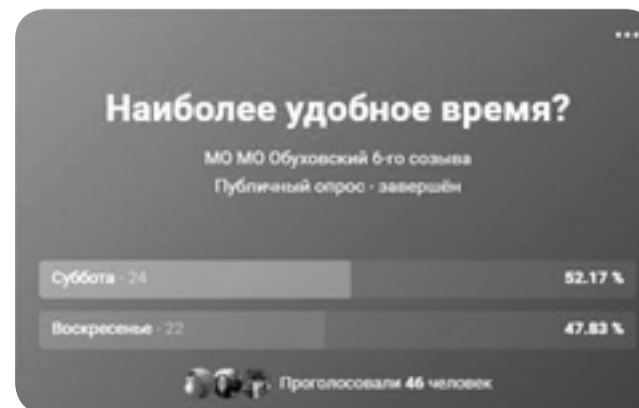 Наиболее удобное время?
МО МО Обуховский 6-го созыва
Публичный опрос · завершён
Суббота · 24 52.17 %
Воскресенье · 22 47.83 %
Проголосовали 46 человек